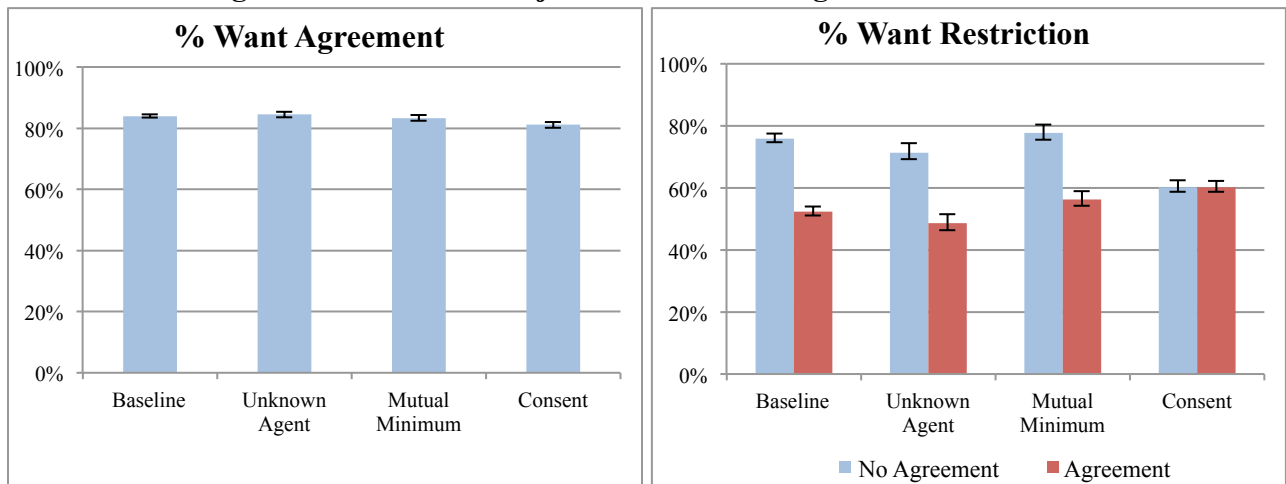 % Want Agreement
100%
80%
60%
40%
20%
0%
Baseline
Unknown
Agent
Mutual
Minimum
Consent
% Want Restriction
100%
80%
60%
40%
20%
0%
Baseline
Unknown
Agent
Mutual
Minimum
Consent
No Agreement
Agreement